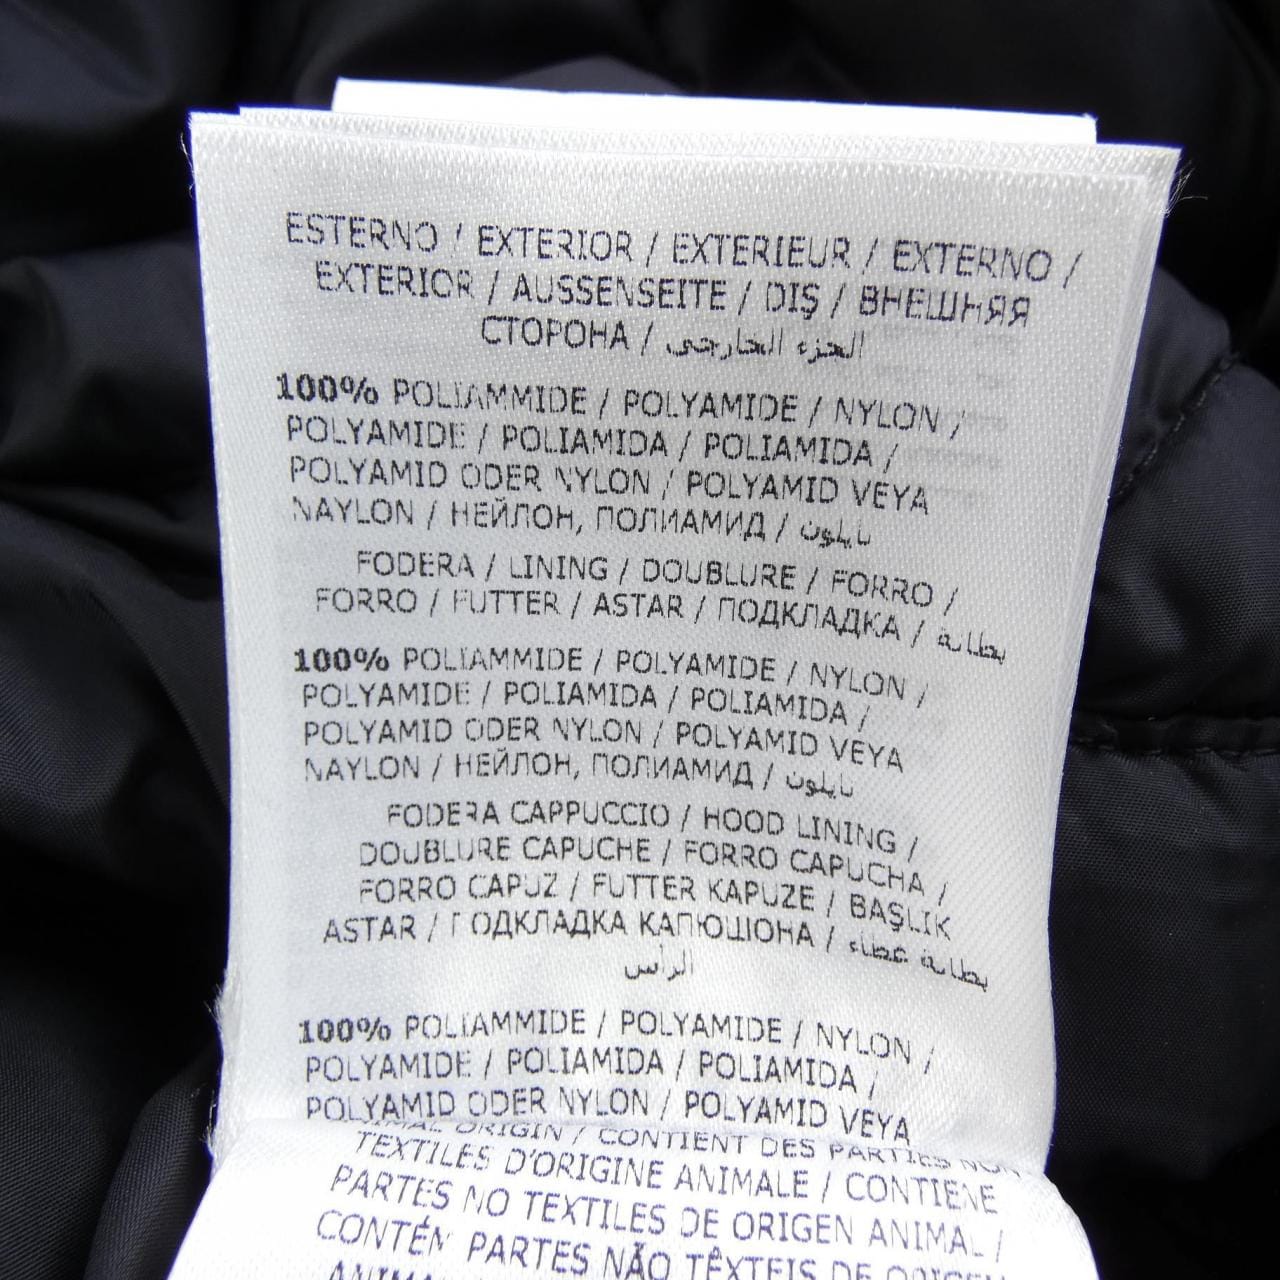 ESTERNO / EXTERIOR / EXTERIEUR / EXTERNO /
EXTERIOR / AUSSENSEITE / DIŞ / ВНЕШНЯЯ
СТОРОНА / الجزء الخارجي
100% POLIAMMIDE / POLYAMIDE / NYLON /
POLYAMIDE / POLIAMIDA / POLIAMIDA /
POLYAMID ODER NYLON / POLYAMID VEYA
NAYLON / НЕЙЛОН, ПОЛИАМИД / نايلون
FODERA / LINING / DOUBLURE / FORRO /
FORRO / FUTTER / ASTAR / ПОДКЛАДКА / بطانة
100% POLIAMMIDE / POLYAMIDE / NYLON /
POLYAMIDE / POLIAMIDA / POLIAMIDA /
POLYAMID ODER NYLON / POLYAMID VEYA
NAYLON / НЕЙЛОН, ПОЛИАМИД / نايلون
FODERA CAPPUCCIO / HOOD LINING /
DOUBLURE CAPUCHE / FORRO CAPUCHA /
FORRO CAPUZ / FUTTER KAPUZE / BAŞLIK
ASTAR / ПОДКЛАДКА КАПЮШОНА / بطانة غطاء
الرأس
100% POLIAMMIDE / POLYAMIDE / NYLON /
POLYAMIDE / POLIAMIDA / POLIAMIDA /
POLYAMID ODER NYLON / POLYAMID VEYA
ANIMAL ORIGIN / CONTIENT DES PARTIES NON
TEXTILES D'ORIGINE ANIMALE / CONTIENE
PARTES NO TEXTILES DE ORIGEN ANIMAL /
CONTÉM PARTES NÃO TÊXTEIS DE ORIGEM